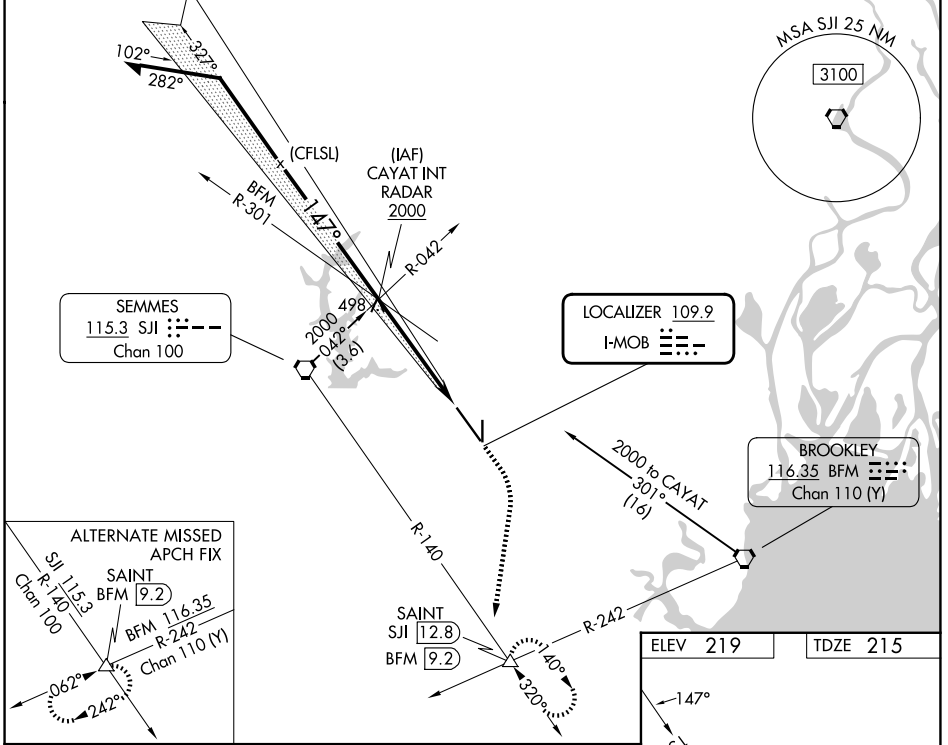 MSA SJI 25 NM
3100
327°
102°
282°
(CFLSL)
(IAF)
CAYAT INT
RADAR
2000
BFM
R-301
147°
R-042
498
2000
042°
(3.6)
SEMMES
115.3 SJI
Chan 100
LOCALIZER 109.9
I-MOB
2000 to CAYAT
301°
(16)
BROOKLEY
116.35 BFM
Chan 110 (Y)
R-140
R-242
SAINT
SJI 12.8
BFM 9.2
140°
320°
ALTERNATE MISSED
APCH FIX
SAINT
BFM 9.2
SJI 115.3
R-140
Chan 100
BFM 116.35
R-242
Chan 110 (Y)
062°
242°
ELEV 219
TDZE 215
147°